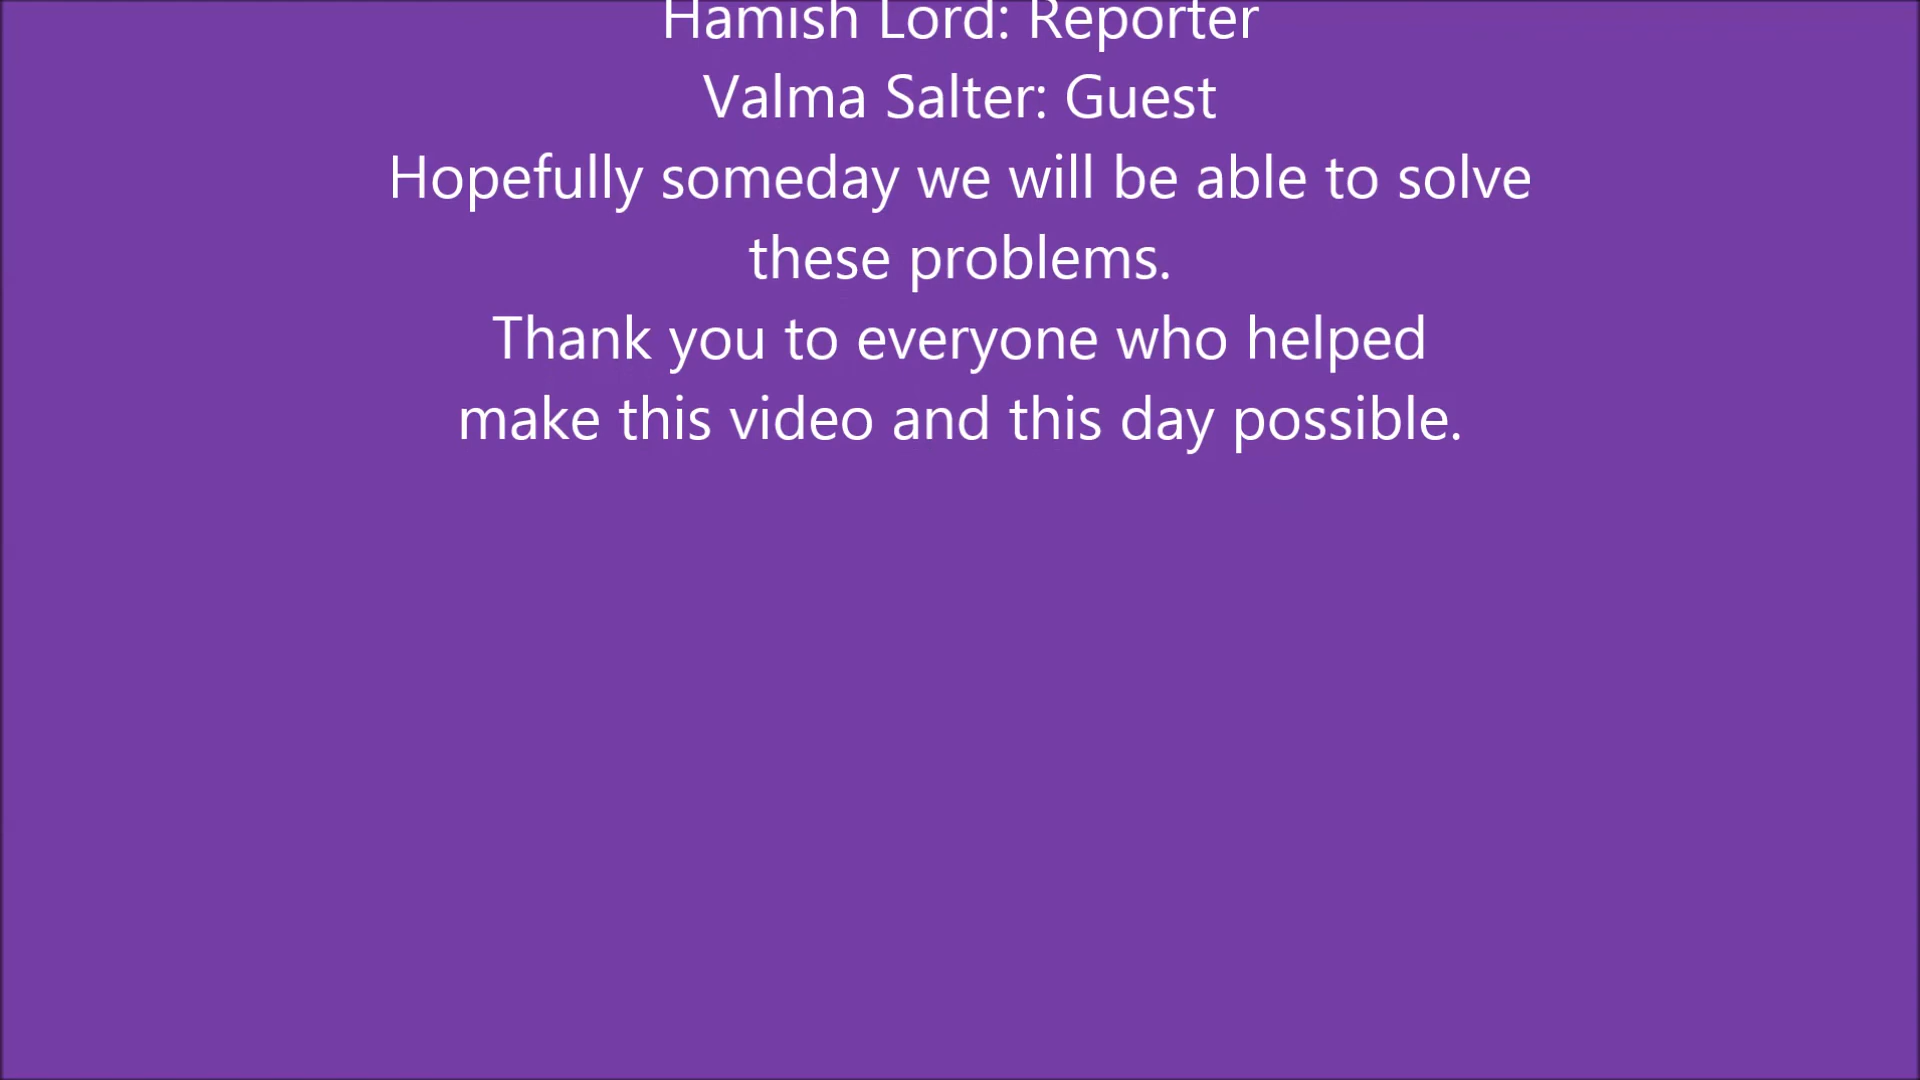 Hamish Lord: Reporter
Valma Salter: Guest
Hopefully someday we will be able to solve
these problems.
Thank you to everyone who helped
make this video and this day possible.